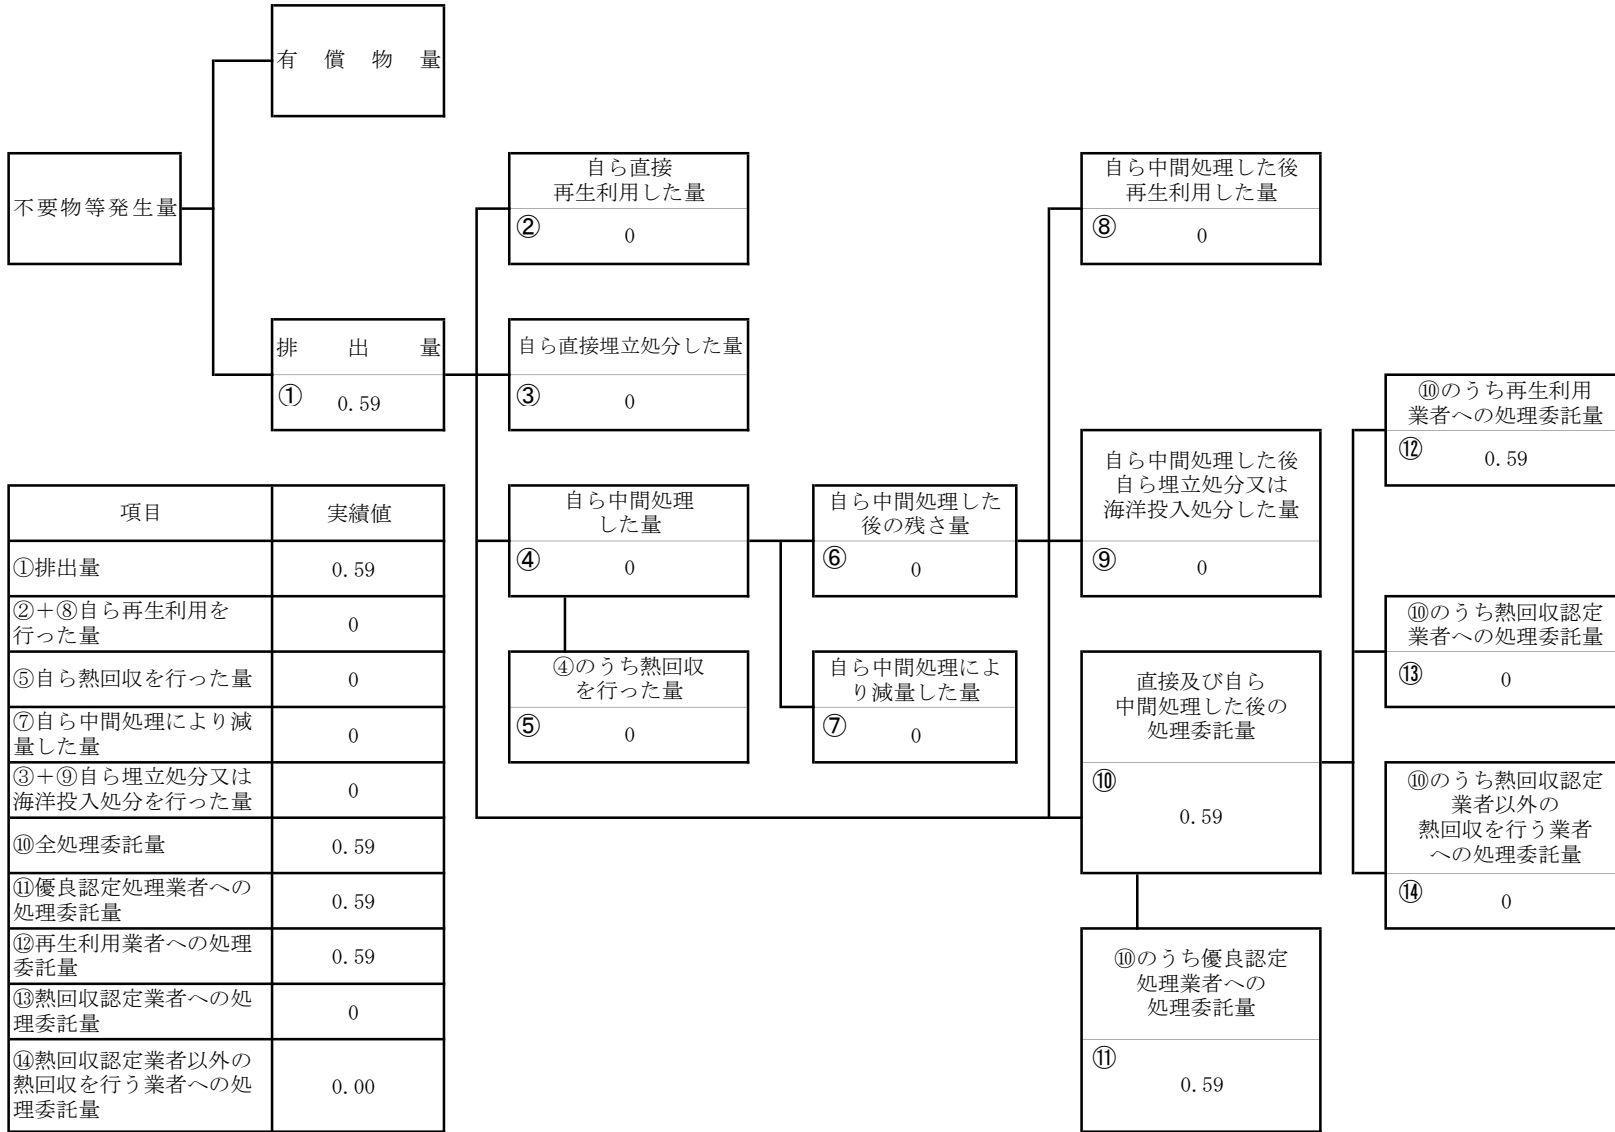 有償物量
不要物等発生量
排出量
① 0.59
自ら直接
再生利用した量
② 0
自ら直接埋立処分した量
③ 0
自ら中間処理
した量
④ 0
④のうち熱回収
を行った量
⑤ 0
自ら中間処理した
後の残さ量
⑥ 0
自ら中間処理によ
り減量した量
⑦ 0
自ら中間処理した後
再生利用した量
⑧ 0
自ら中間処理した後
自ら埋立処分又は
海洋投入処分した量
⑨ 0
直接及び自ら
中間処理した後の
処理委託量
⑩
0.59
⑩のうち優良認定
処理業者への
処理委託量
⑪
0.59
⑩のうち再生利用
業者への処理委託量
⑫ 0.59
⑩のうち熱回収認定
業者への処理委託量
⑬ 0
⑩のうち熱回収認定
業者以外の
熱回収を行う業者
への処理委託量
⑭ 0
項目 実績値
①排出量 0.59
②＋⑧自ら再生利用を
行った量 0
⑤自ら熱回収を行った量 0
⑦自ら中間処理により減
量した量 0
③＋⑨自ら埋立処分又は
海洋投入処分を行った量 0
⑩全処理委託量 0.59
⑪優良認定処理業者への
処理委託量 0.59
⑫再生利用業者への処理
委託量 0.59
⑬熱回収認定業者への処
理委託量 0
⑭熱回収認定業者以外の
熱回収を行う業者への処
理委託量 0.00